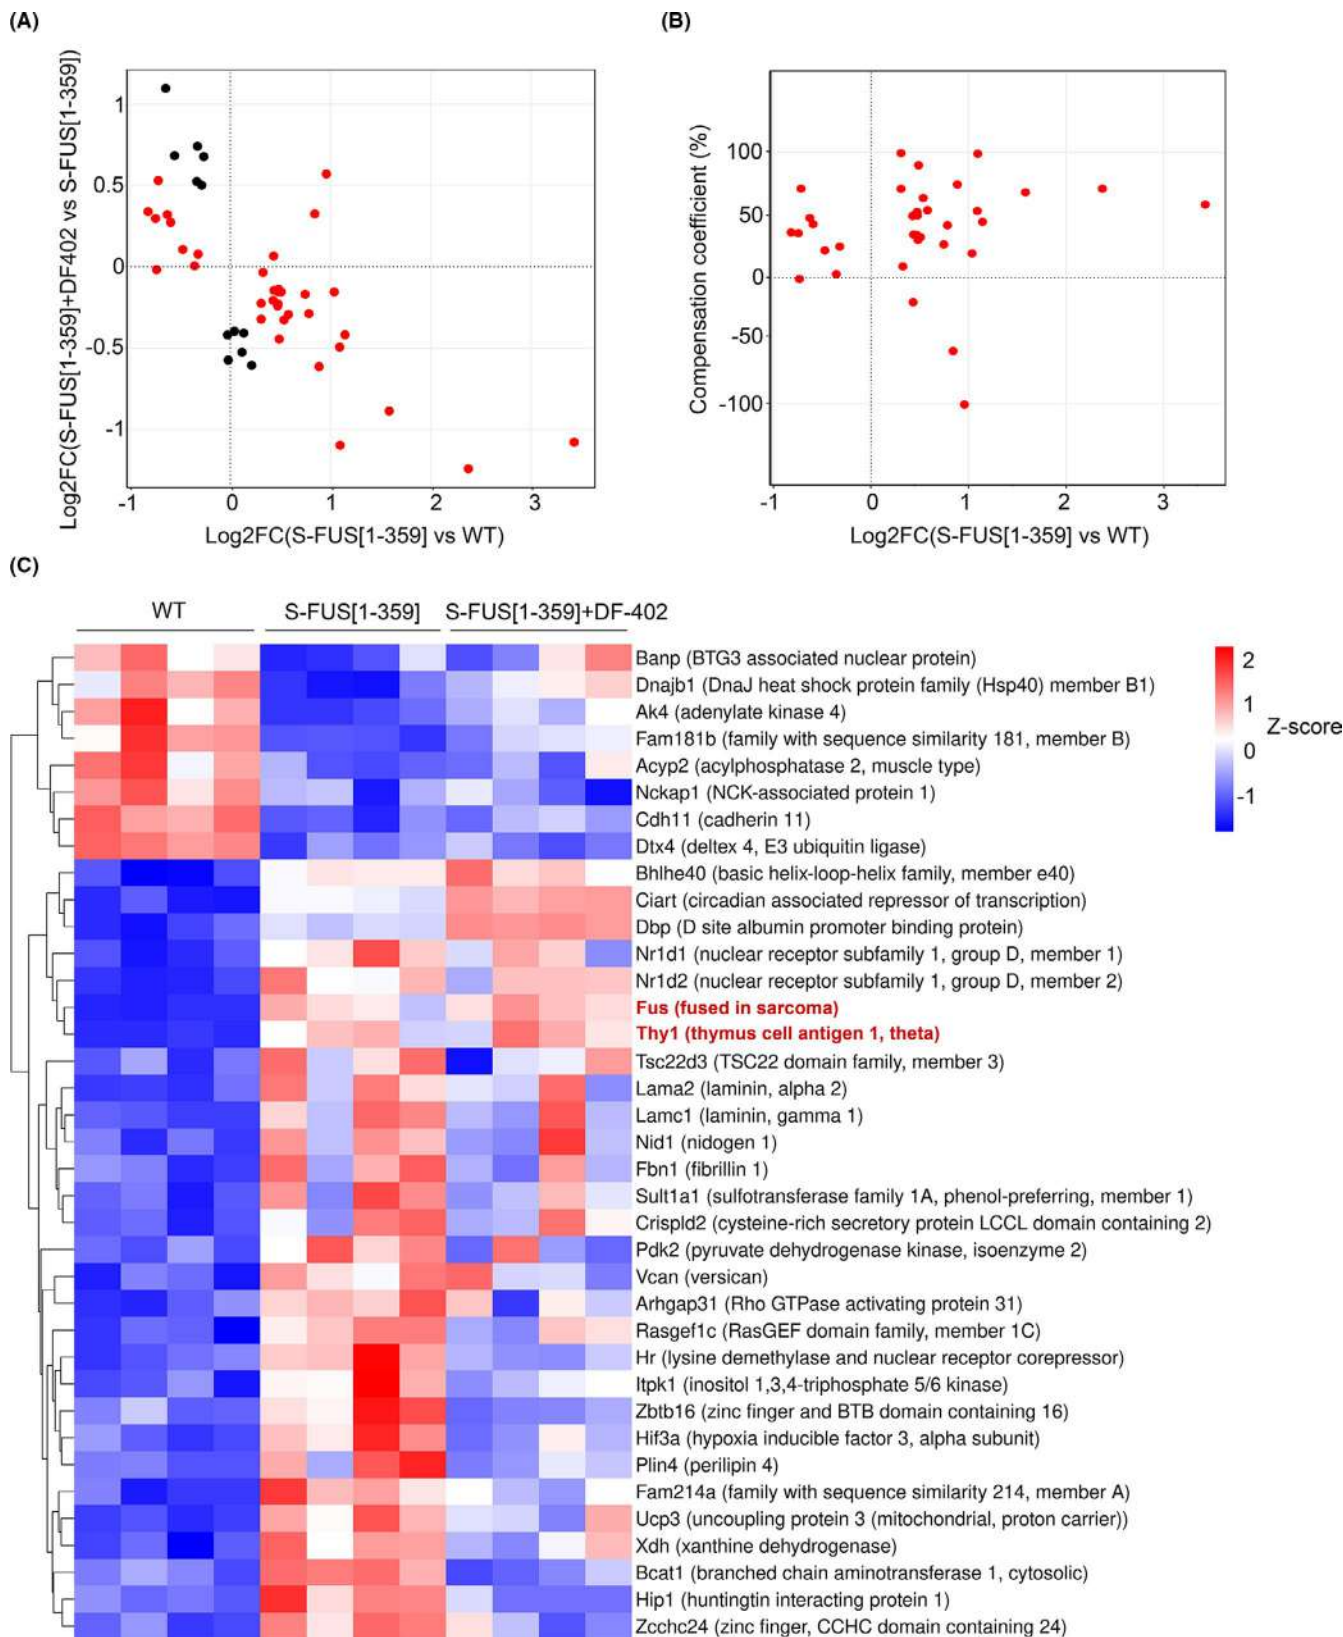 (A)
(B)
Log2FC(S-FUS[1-359]+DF402 vs S-FUS[1-359])
1
0.5
0
-0.5
-1
-1 0 1 2 3
Log2FC(S-FUS[1-359] vs WT)
Compensation coefficient (%)
100
50
0
-50
-100
-1 0 1 2 3
Log2FC(S-FUS[1-359] vs WT)
(C)
WT S-FUS[1-359] S-FUS[1-359]+DF-402
Banp (BTG3 associated nuclear protein)
Dnajb1 (DnaJ heat shock protein family (Hsp40) member B1)
Ak4 (adenylate kinase 4)
Fam181b (family with sequence similarity 181, member B)
Acyp2 (acylphosphatase 2, muscle type)
Nckap1 (NCK-associated protein 1)
Cdh11 (cadherin 11)
Dtx4 (deltex 4, E3 ubiquitin ligase)
Bhlhe40 (basic helix-loop-helix family, member e40)
Ciart (circadian associated repressor of transcription)
Dbp (D site albumin promoter binding protein)
Nr1d1 (nuclear receptor subfamily 1, group D, member 1)
Nr1d2 (nuclear receptor subfamily 1, group D, member 2)
Fus (fused in sarcoma)
Thy1 (thymus cell antigen 1, theta)
Tsc22d3 (TSC22 domain family, member 3)
Lama2 (laminin, alpha 2)
Lamc1 (laminin, gamma 1)
Nid1 (nidogen 1)
Fbn1 (fibrillin 1)
Sult1a1 (sulfotransferase family 1A, phenol-preferring, member 1)
Crispld2 (cysteine-rich secretory protein LCCL domain containing 2)
Pdk2 (pyruvate dehydrogenase kinase, isoenzyme 2)
Vcan (versican)
Arhgap31 (Rho GTPase activating protein 31)
Rasgef1c (RasGEF domain family, member 1C)
Hr (lysine demethylase and nuclear receptor corepressor)
Itpk1 (inositol 1,3,4-triphosphate 5/6 kinase)
Zbtb16 (zinc finger and BTB domain containing 16)
Hif3a (hypoxia inducible factor 3, alpha subunit)
Plin4 (perilipin 4)
Fam214a (family with sequence similarity 214, member A)
Ucp3 (uncoupling protein 3 (mitochondrial, proton carrier))
Xdh (xanthine dehydrogenase)
Bcat1 (branched chain aminotransferase 1, cytosolic)
Hip1 (huntingtin interacting protein 1)
Zcchc24 (zinc finger, CCHC domain containing 24)
2
1
0
-1
Z-score